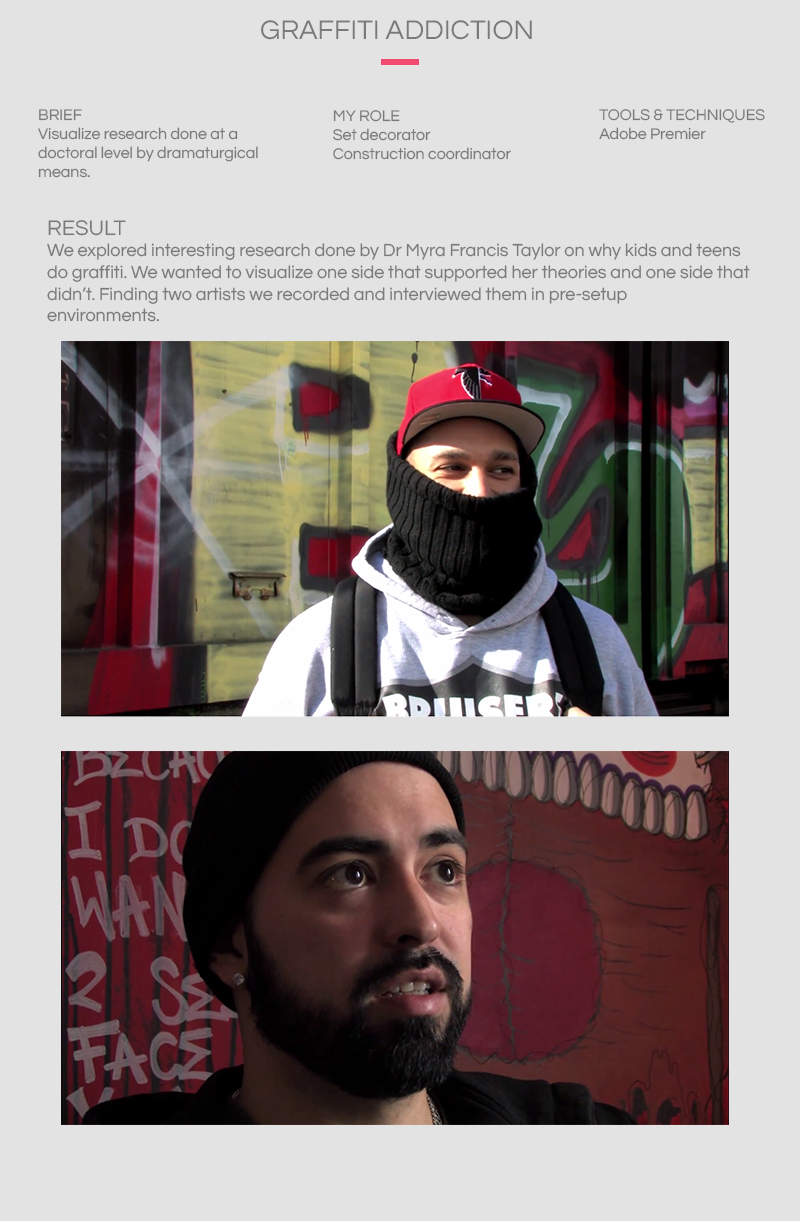 GRAFFITI ADDICTION
BRIEF
Visualize research done at a
doctoral level by dramaturgical
means.
MY ROLE
Set decorator
Construction coordinator
TOOLS & TECHNIQUES
Adobe Premier
RESULT
We explored interesting research done by Dr Myra Francis Taylor on why kids and teens
do graffiti. We wanted to visualize one side that supported her theories and one side that
didn’t. Finding two artists we recorded and interviewed them in pre-setup
environments.
BRUISER
I DO
WAN
2 SE
FACE